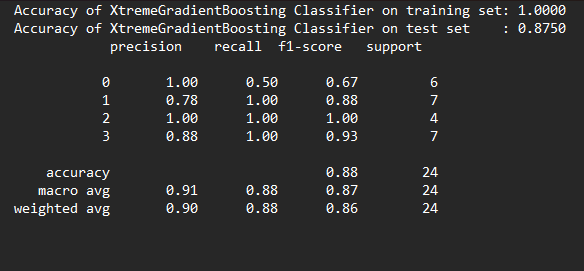 Accuracy of XtremeGradientBoosting Classifier on training set: 1.0000
Accuracy of XtremeGradientBoosting Classifier on test set    : 0.8750
precision    recall  f1-score   support
0       1.00      0.50      0.67         6
1       0.78      1.00      0.88         7
2       1.00      1.00      1.00         4
3       0.88      1.00      0.93         7
accuracy                           0.88        24
macro avg       0.91      0.88      0.87        24
weighted avg       0.90      0.88      0.86        24